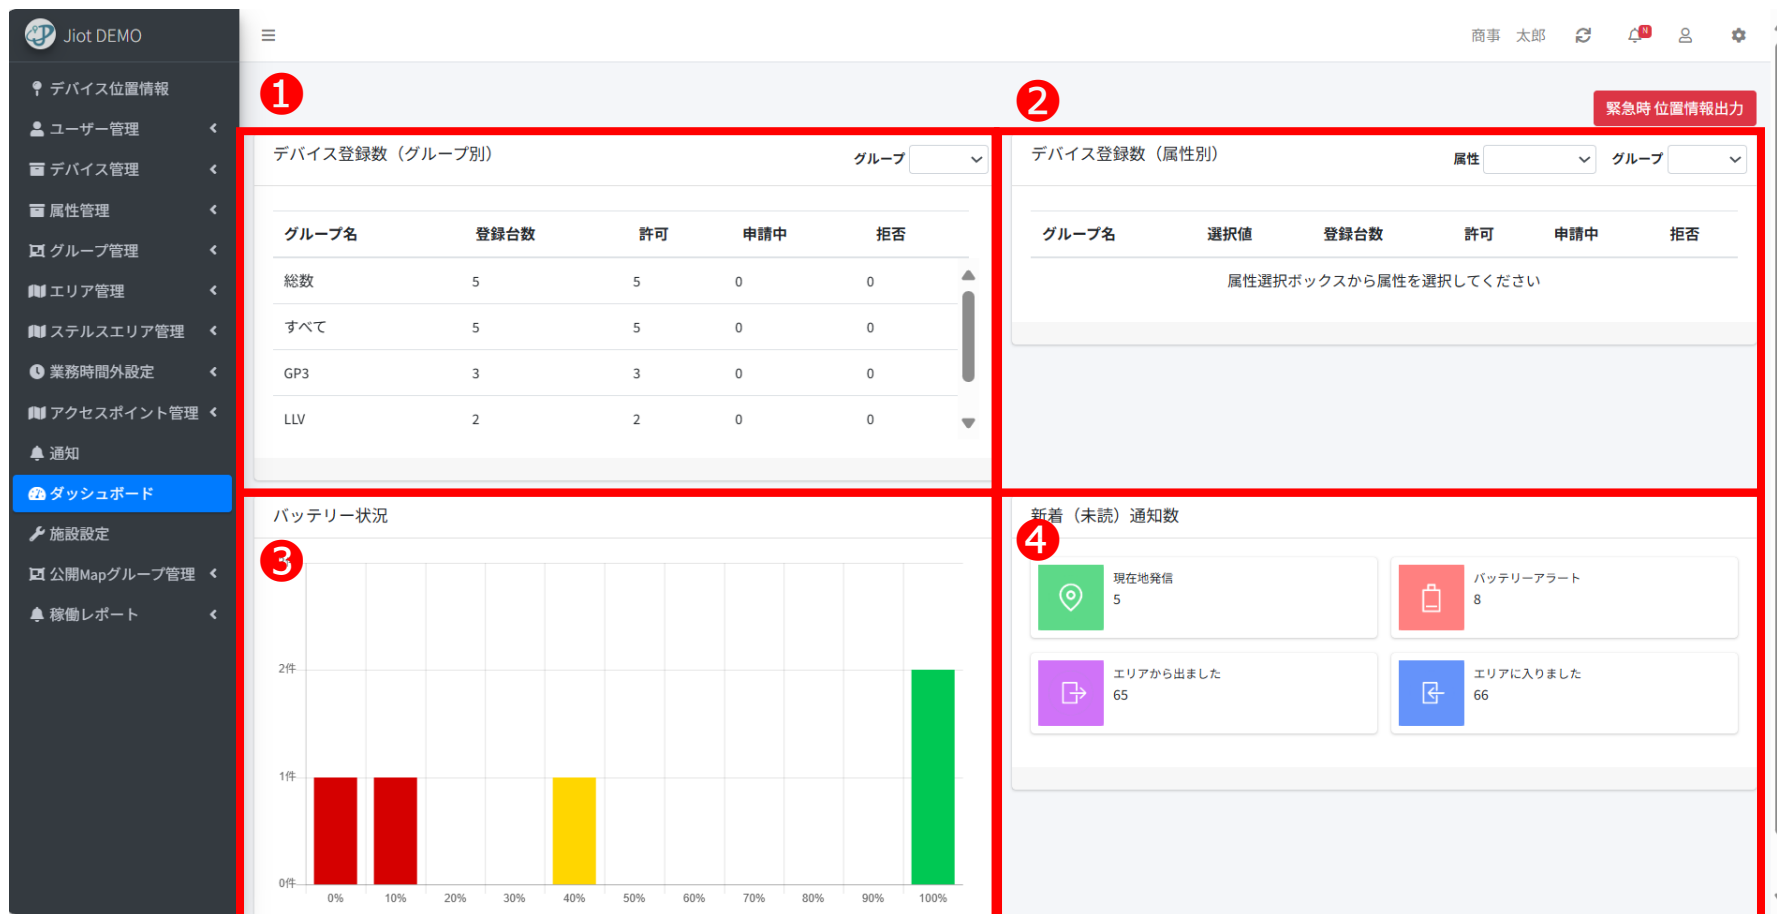 Jiot DEMO
商事 太郎
N
デバイス位置情報
ユーザー管理
デバイス管理
属性管理
グループ管理
エリア管理
ステルスエリア管理
業務時間外設定
アクセスポイント管理
通知
ダッシュボード
施設設定
公開Mapグループ管理
稼働レポート
緊急時 位置情報出力
1
デバイス登録数（グループ別） グループ
グループ名 登録台数 許可 申請中 拒否
総数 5 5 0 0
すべて 5 5 0 0
GP3 3 3 0 0
LLV 2 2 0 0
2
デバイス登録数（属性別） 属性 グループ
グループ名 選択値 登録台数 許可 申請中 拒否
属性選択ボックスから属性を選択してください
バッテリー状況
3
2件
1件
0件
0% 10% 20% 30% 40% 50% 60% 70% 80% 90% 100%
新着（未読）通知数
4
現在地発信
5
バッテリーアラート
8
エリアから出ました
65
エリアに入りました
66